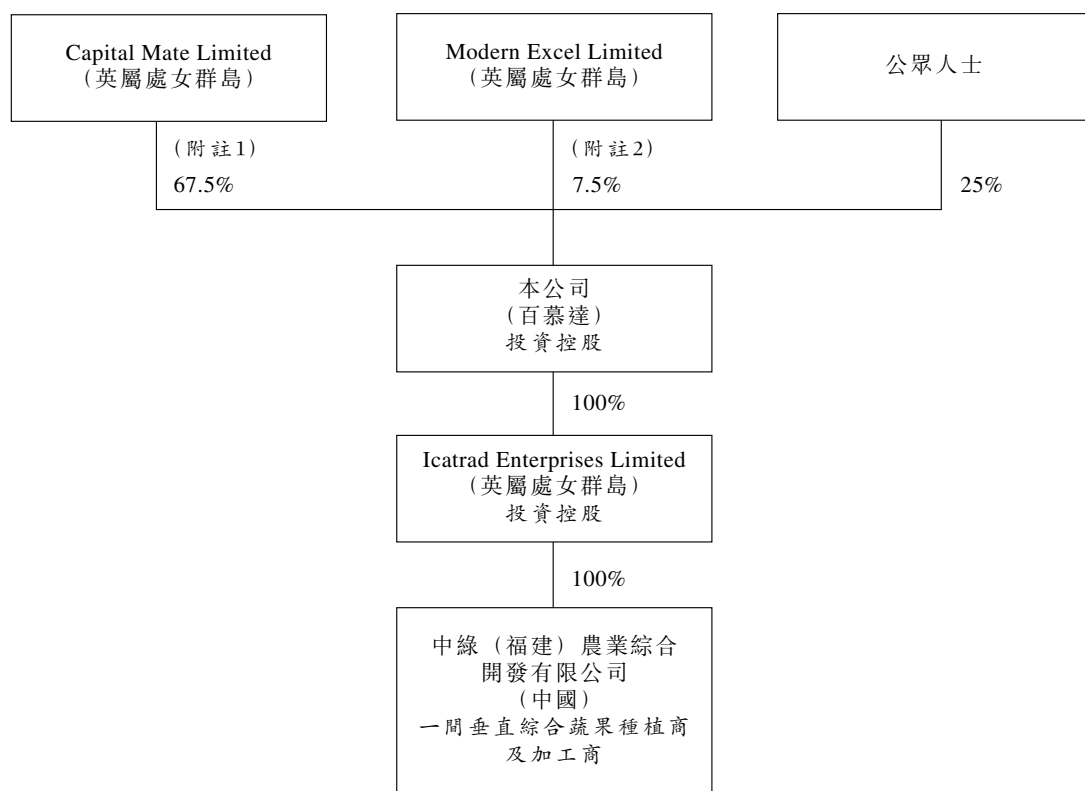 Capital Mate Limited
（英屬處女群島）
Modern Excel Limited
（英屬處女群島）
公眾人士
（附註1）
67.5%
（附註2）
7.5%
25%
本公司
（百慕達）
投資控股
100%
Icatrad Enterprises Limited
（英屬處女群島）
投資控股
100%
中綠（福建）農業綜合
開發有限公司
（中國）
一間垂直綜合蔬果種植商
及加工商